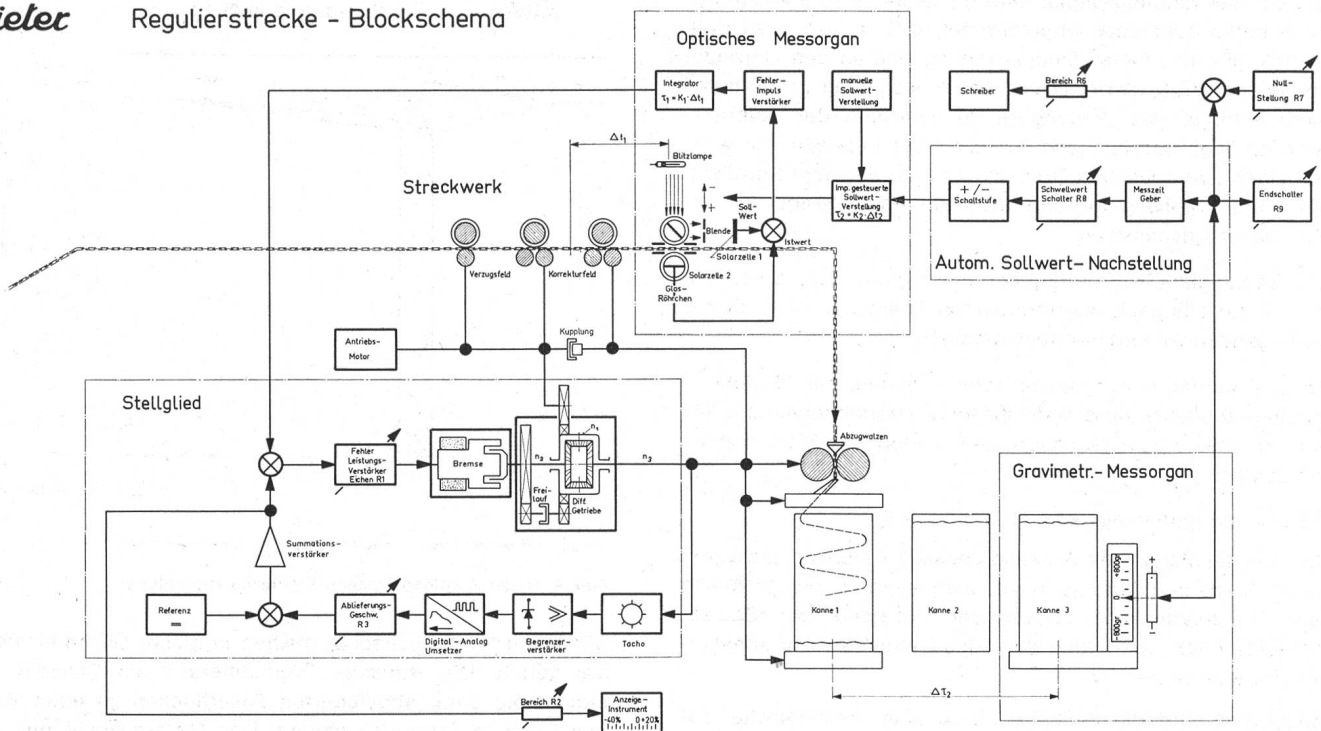 Rieter
Regulierstrecke - Blockschema
Optisches Messorgan
Integrator
τ1 = K1·Δt1
Fehler-
Impuls
Verstärker
manuelle
Sollwert-
Verstellung
Schreiber
Bereich R6
Null-
Stellung R7
Δt1
Blitzlampe
Streckwerk
-
+
Soll-
Wert
Blende
Solarzelle 1
Istwert
Imp. gesteuerte
Sollwert-
Verstellung
τ2 = K2·Δt2
+ / -
Schaltstufe
Schwellwert
Schalter R8
Messzeit
Geber
Endschalter
R9
Verzugsfeld
Korrekturfeld
Solarzelle 2
Glas-
Röhrchen
Autom. Sollwert-Nachstellung
Antriebs-
Motor
Kupplung
Stellglied
Abzugwalzen
Fehler
Leistungs-
Verstärker
Eichen R1
Bremse
n2
n1
n3
Frei-
lauf
Diff.
Getriebe
Gravimetr.-Messorgan
Summations-
verstärker
Kanne 1
Kanne 2
Kanne 3
+800gr
0
-800gr
+
-
Referenz
Ablieferungs-
Geschw.
R3
Digital-Analog
Umsetzer
Begrenzer-
verstärker
Tacho
Δτ2
Bereich R2
Anzeige-
Instrument
-40% 0 +20%